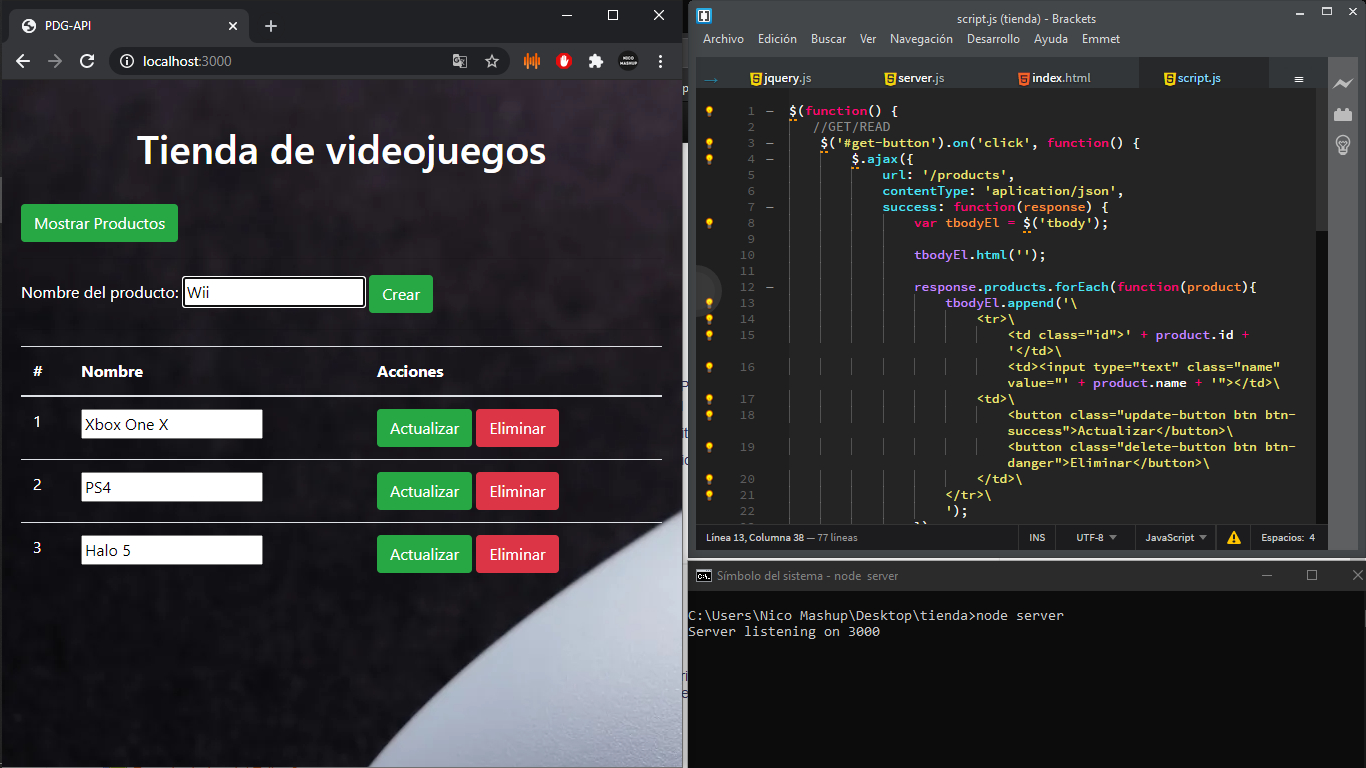 PDG-API
localhost:3000
NICO MASHUP
Tienda de videojuegos
Mostrar Productos
Nombre del producto: Wii Crear
# Nombre Acciones
1 Xbox One X Actualizar Eliminar
2 PS4 Actualizar Eliminar
3 Halo 5 Actualizar Eliminar
script.js (tienda) - Brackets
Archivo Edición Buscar Ver Navegación Desarrollo Ayuda Emmet
jquery.js server.js index.html script.js
1 $(function() {
2 //GET/READ
3 $('#get-button').on('click', function() {
4 $.ajax({
5 url: '/products',
6 contentType: 'aplication/json',
7 success: function(response) {
8 var tbodyEl = $('tbody');
9
10 tbodyEl.html('');
11
12 response.products.forEach(function(product){
13 tbodyEl.append('\
14 <tr>\
15 <td class="id">' + product.id +
'</td>\
16 <td><input type="text" class="name"
value="' + product.name + '"></td>\
17 <td>\
18 <button class="update-button btn btn-
success">Actualizar</button>\
19 <button class="delete-button btn btn-
danger">Eliminar</button>\
20 </td>\
21 </tr>\
22 ');
Línea 13, Columna 38 — 77 líneas INS UTF-8 JavaScript Espacios: 4
Símbolo del sistema - node server
C:\Users\Nico Mashup\Desktop\tienda>node server
Server listening on 3000